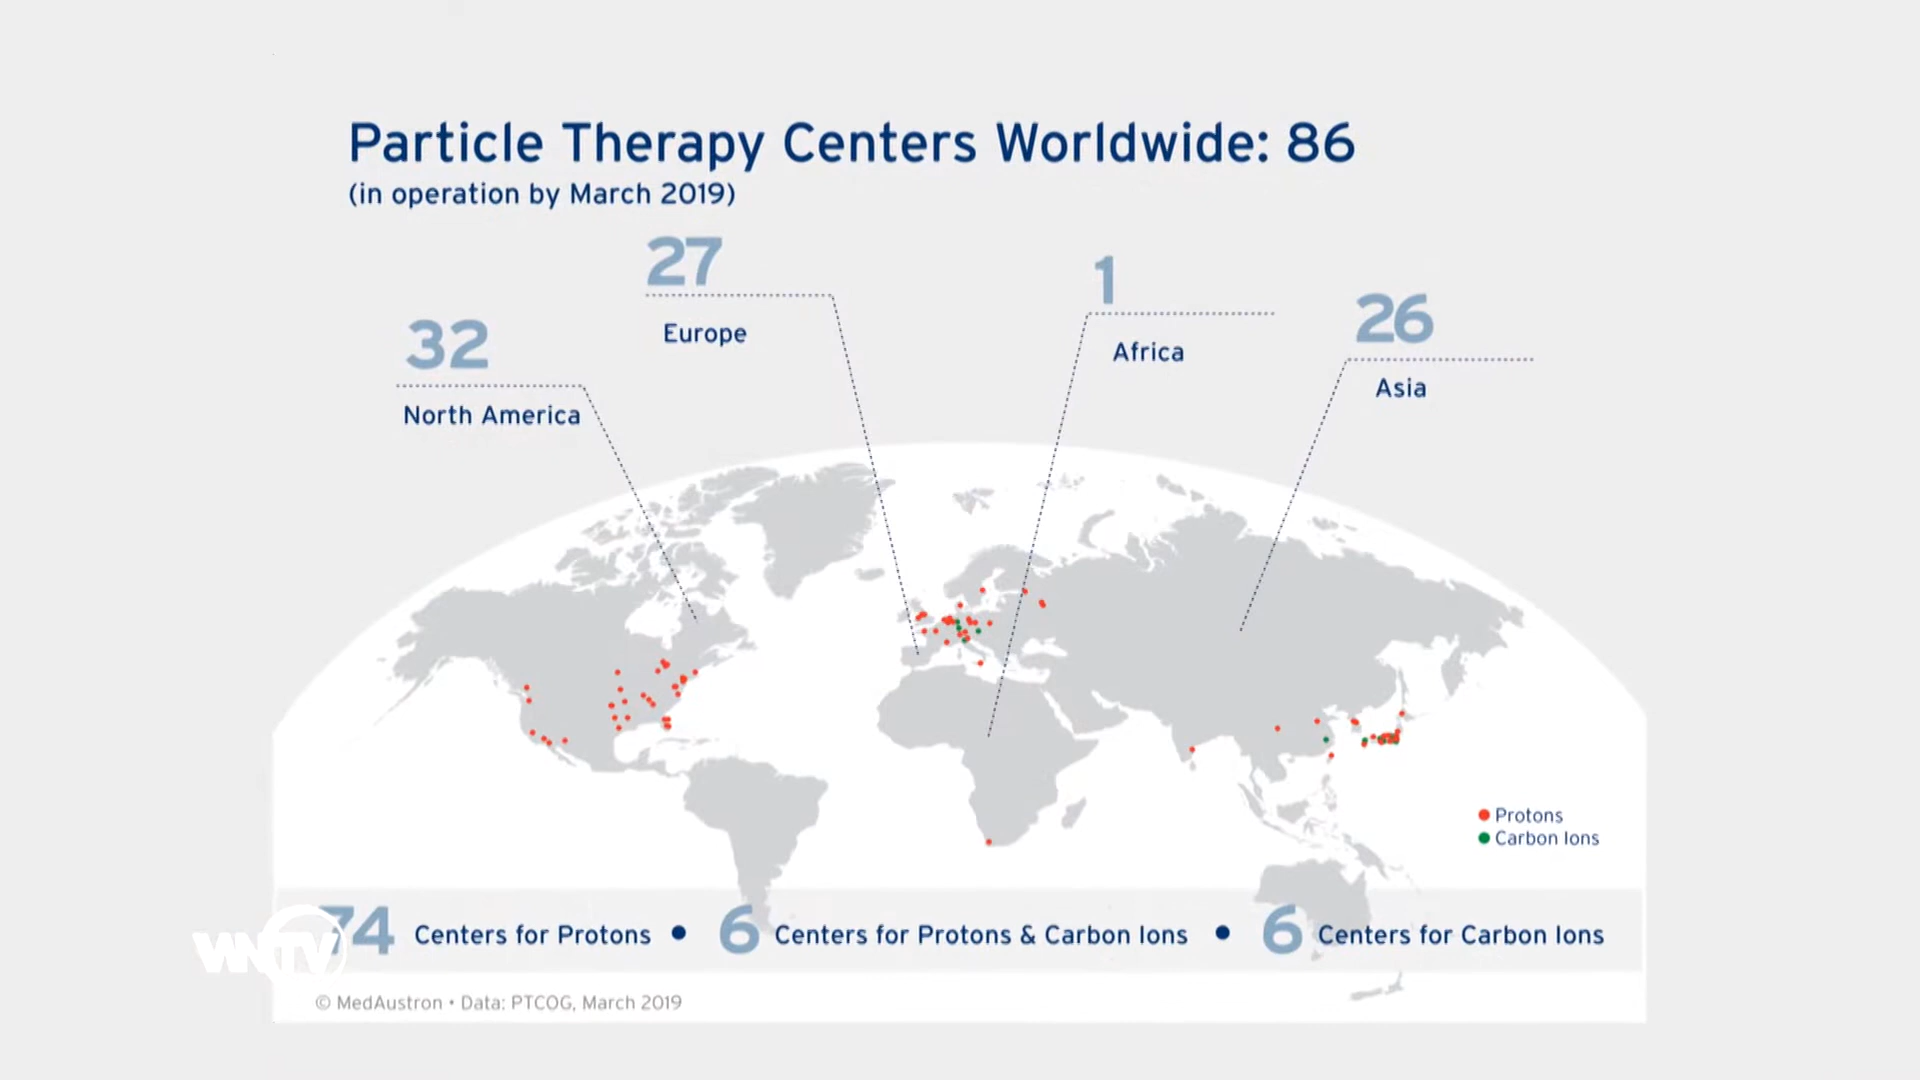 Particle Therapy Centers Worldwide: 86
(in operation by March 2019)
27
Europe
1
Africa
26
Asia
32
North America
Protons
Carbon Ions
74 Centers for Protons • 6 Centers for Protons & Carbon Ions • 6 Centers for Carbon Ions
WNTV
© MedAustron • Data: PTCOG, March 2019